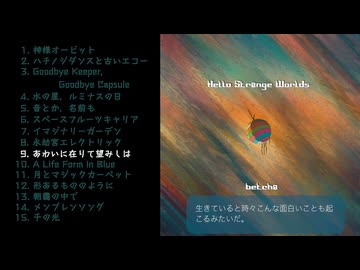 1. 神様オービット
2. ハチノジダンスと古いエコー
3. Goodbye Keeper,
Goodbye Capsule
4. 水の星, ルミナスの日
5. 音とか, 名前も
6. スペースフルーツキャリア
7. イマジナリーガーデン
8. 永劫宮エレクトリック
9. あわいに在りて望みしは
10. A Life Form In Blue
11. 月とマジックカーペット
12. 形あるもののように
13. 朝靄の中で
14. メンブレンソング
15. 千の光
Hello Strange Worlds
betcho
生きていると時々こんな面白いことも起
こるみたいだ。